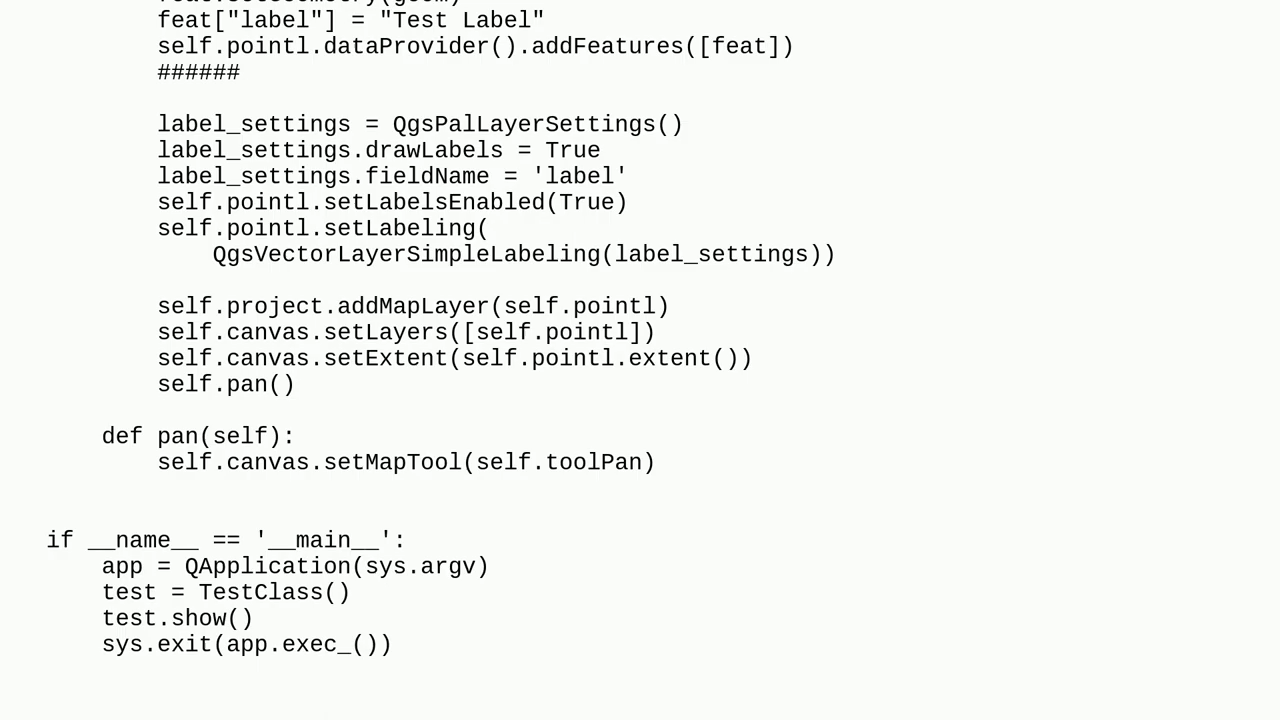 feat["label"] = "Test Label"
self.pointl.dataProvider().addFeatures([feat])
######
label_settings = QgsPalLayerSettings()
label_settings.drawLabels = True
label_settings.fieldName = 'label'
self.pointl.setLabelsEnabled(True)
self.pointl.setLabeling(
QgsVectorLayerSimpleLabeling(label_settings))
self.project.addMapLayer(self.pointl)
self.canvas.setLayers([self.pointl])
self.canvas.setExtent(self.pointl.extent())
self.pan()
def pan(self):
self.canvas.setMapTool(self.toolPan)
if __name__ == '__main__':
app = QApplication(sys.argv)
test = TestClass()
test.show()
sys.exit(app.exec_())